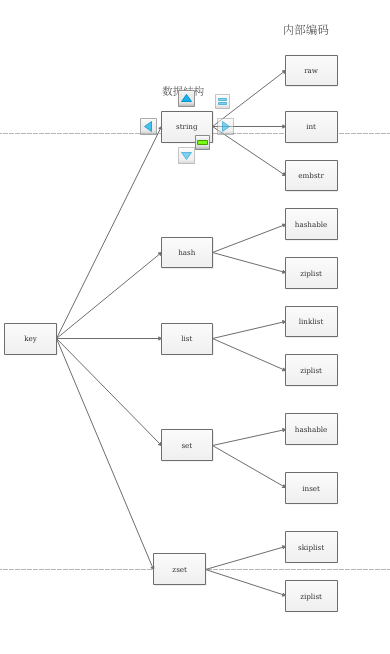 内部编码
数据结构
raw
string
int
embstr
hashable
hash
ziplist
linklist
key
list
ziplist
hashable
set
inset
skiplist
zset
ziplist